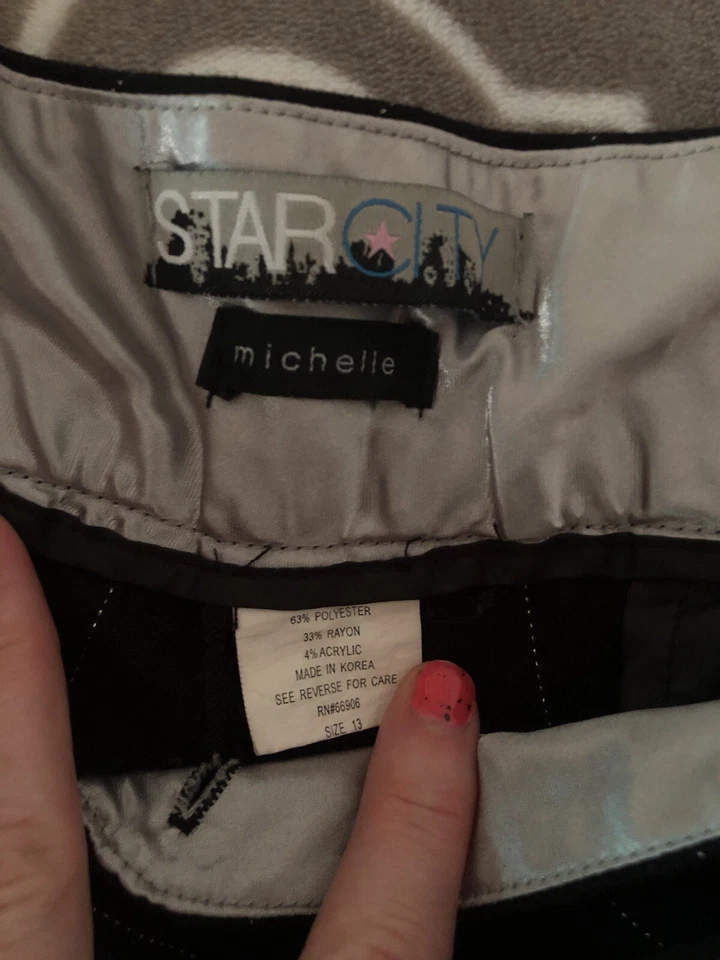 STAR CITY
michelle
63% POLYESTER
33% RAYON
4% ACRYLIC
MADE IN KOREA
SEE REVERSE FOR CARE
RN#66906
SIZE 13